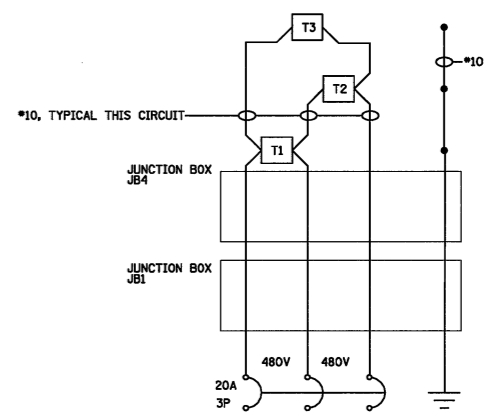 T3
*10
T2
*10, TYPICAL THIS CIRCUIT
T1
JUNCTION BOX
JB4
JUNCTION BOX
JB1
480V 480V
20A
3P